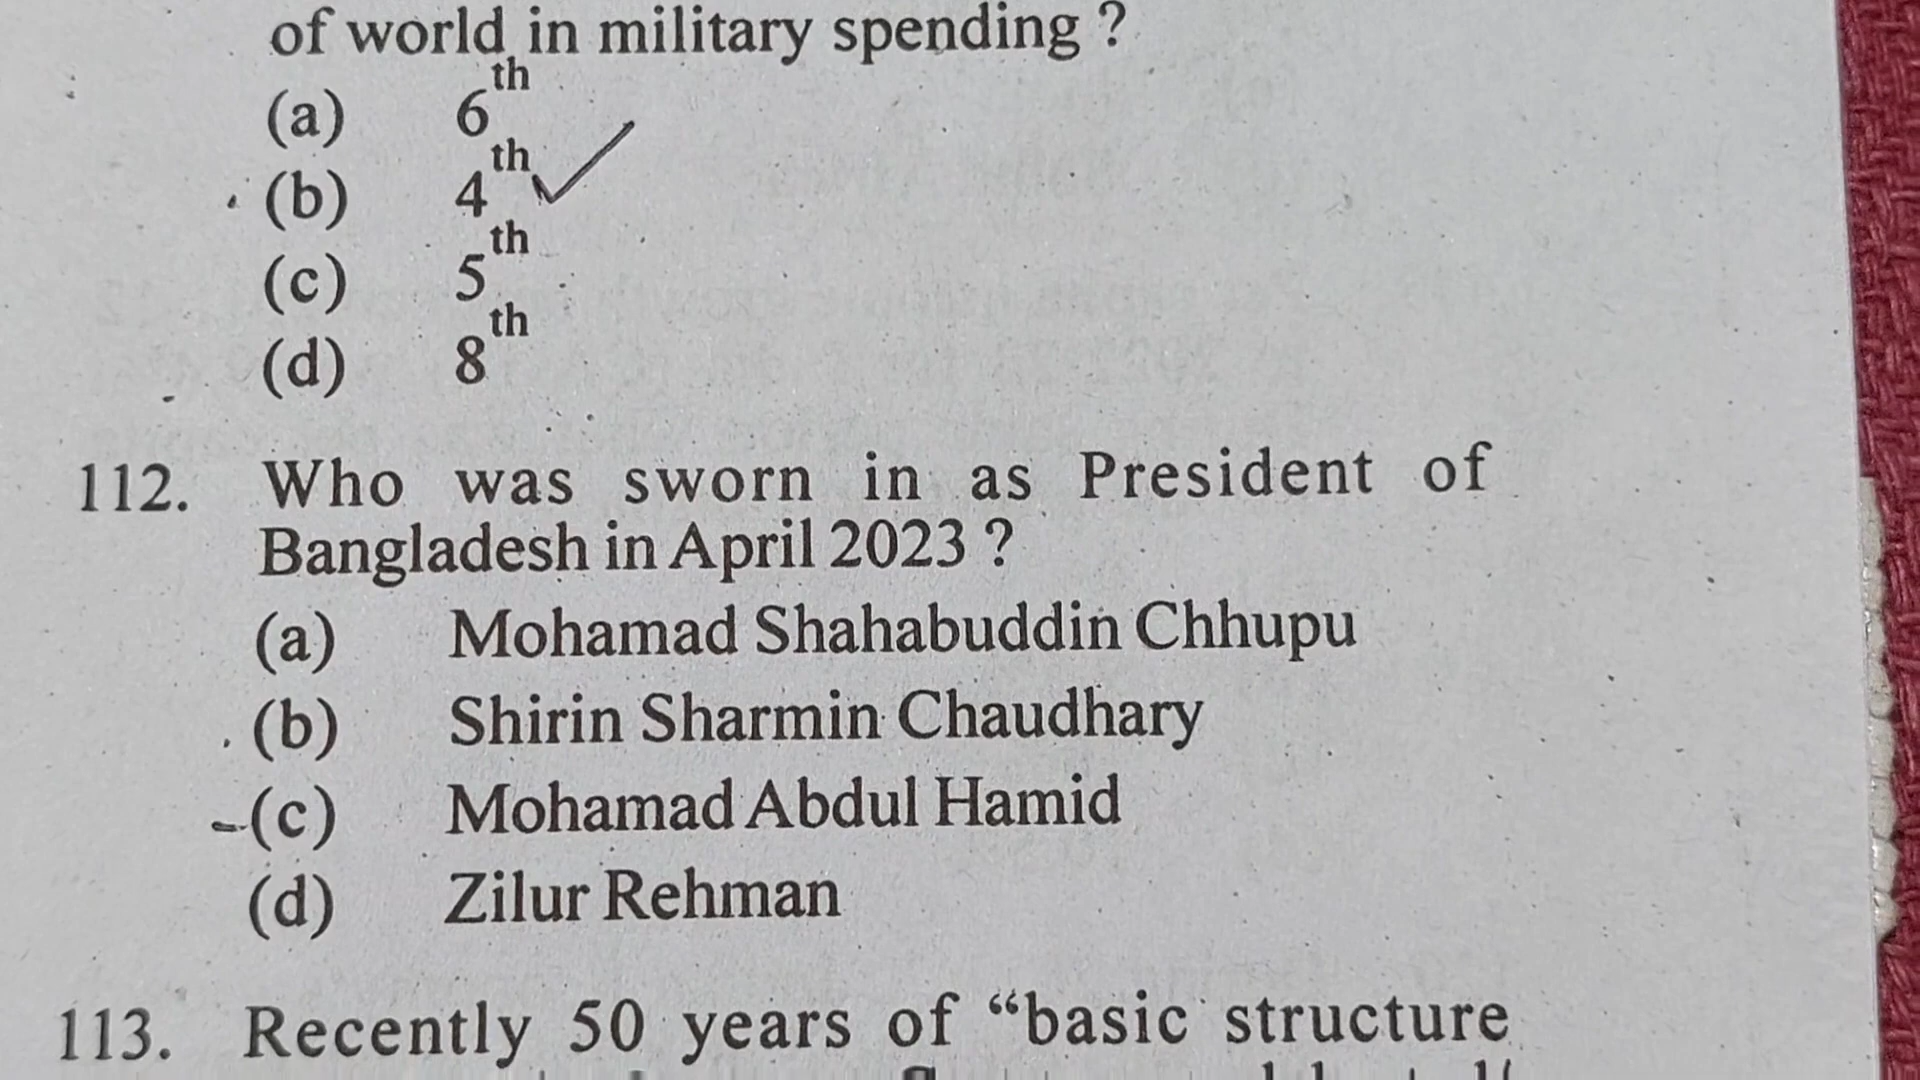 of world in military spending ?
(a) 6th
(b) 4th
(c) 5th
(d) 8th
112. Who was sworn in as President of
Bangladesh in April 2023 ?
(a) Mohamad Shahabuddin Chhupu
(b) Shirin Sharmin Chaudhary
(c) Mohamad Abdul Hamid
(d) Zilur Rehman
113. Recently 50 years of “basic structure